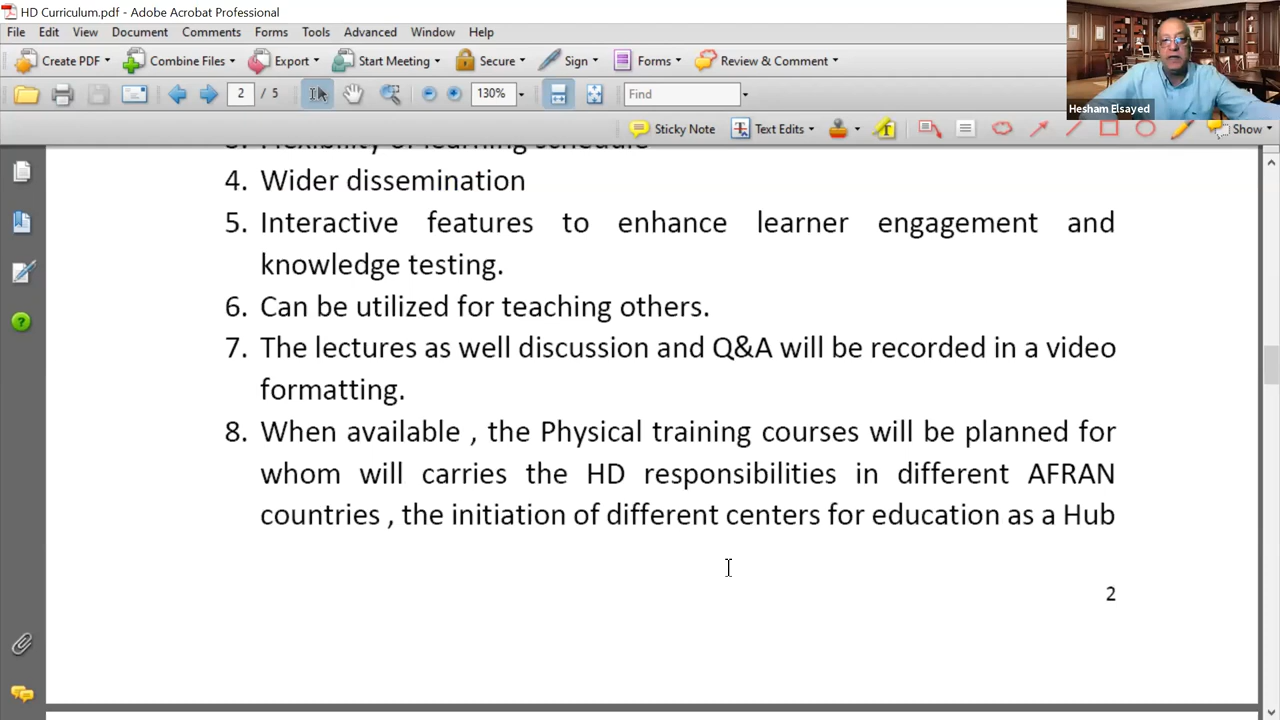 HD Curriculum.pdf - Adobe Acrobat Professional
File Edit View Document Comments Forms Tools Advanced Window Help
Create PDF Combine Files Export Start Meeting Secure Sign Forms Review & Comment
2 / 5 130% Find
Hesham Elsayed
Sticky Note Text Edits Show
3. Flexibility of learning schedule
4. Wider dissemination
5. Interactive features to enhance learner engagement and
knowledge testing.
6. Can be utilized for teaching others.
7. The lectures as well discussion and Q&A will be recorded in a video
formatting.
8. When available , the Physical training courses will be planned for
whom will carries the HD responsibilities in different AFRAN
countries , the initiation of different centers for education as a Hub
2